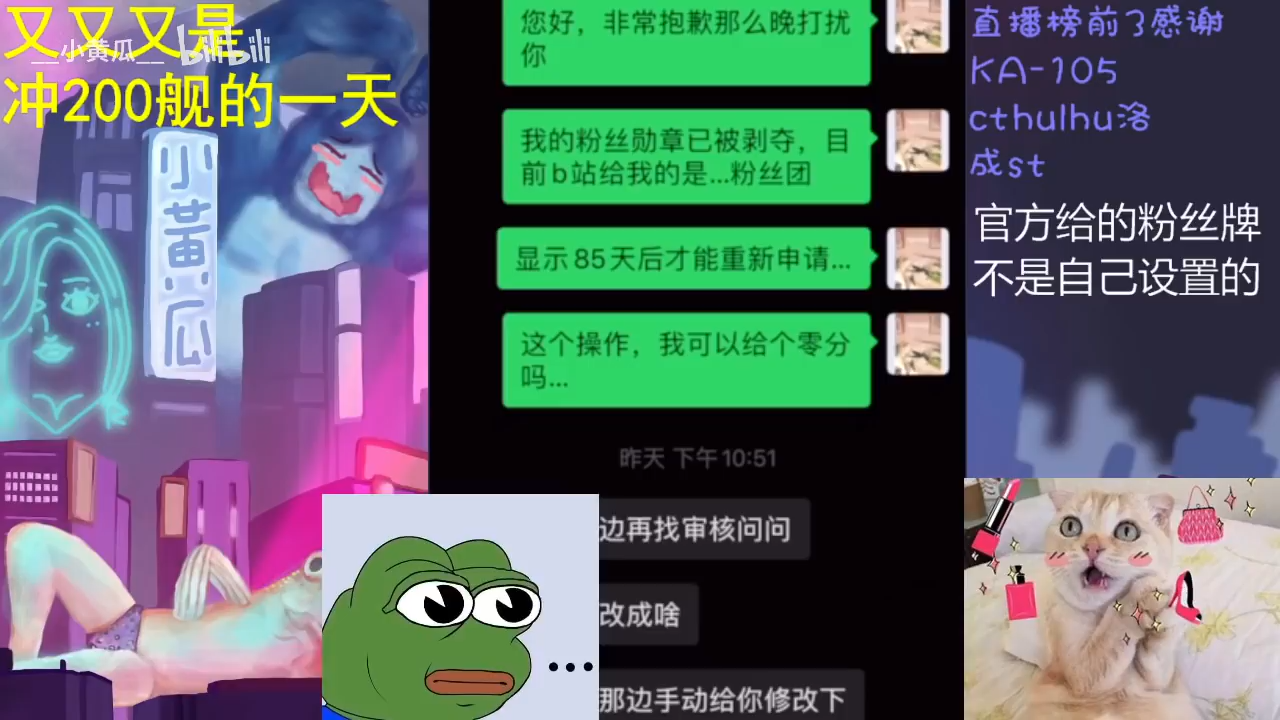 又又又是
__小黄瓜__ bilibili
冲200舰的一天
小黄瓜
您好，非常抱歉那么晚打扰
你
我的粉丝勋章已被剥夺，目
前b站给我的是...粉丝团
显示85天后才能重新申请...
这个操作，我可以给个零分
吗...
昨天 下午10:51
边再找审核问问
改成啥
那边手动给你修改下
...
直播榜前3感谢
KA-105
cthulhu洛
成st
官方给的粉丝牌
不是自己设置的